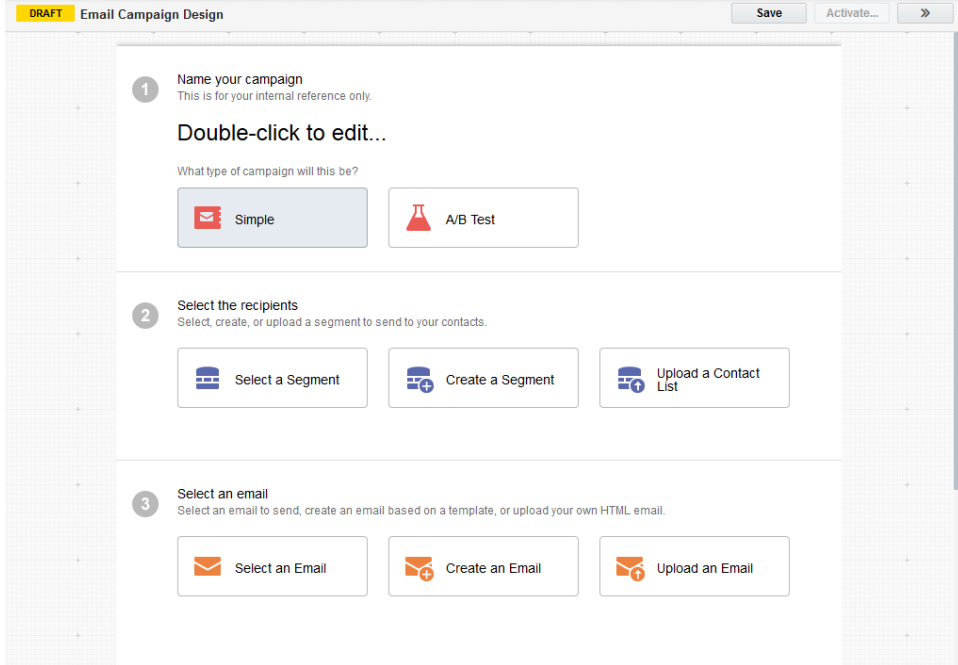 DRAFT Email Campaign Design Save Activate... »
1 Name your campaign
This is for your internal reference only.
Double-click to edit...
What type of campaign will this be?
Simple A/B Test
2 Select the recipients
Select, create, or upload a segment to send to your contacts.
Select a Segment Create a Segment Upload a Contact List
3 Select an email
Select an email to send, create an email based on a template, or upload your own HTML email.
Select an Email Create an Email Upload an Email